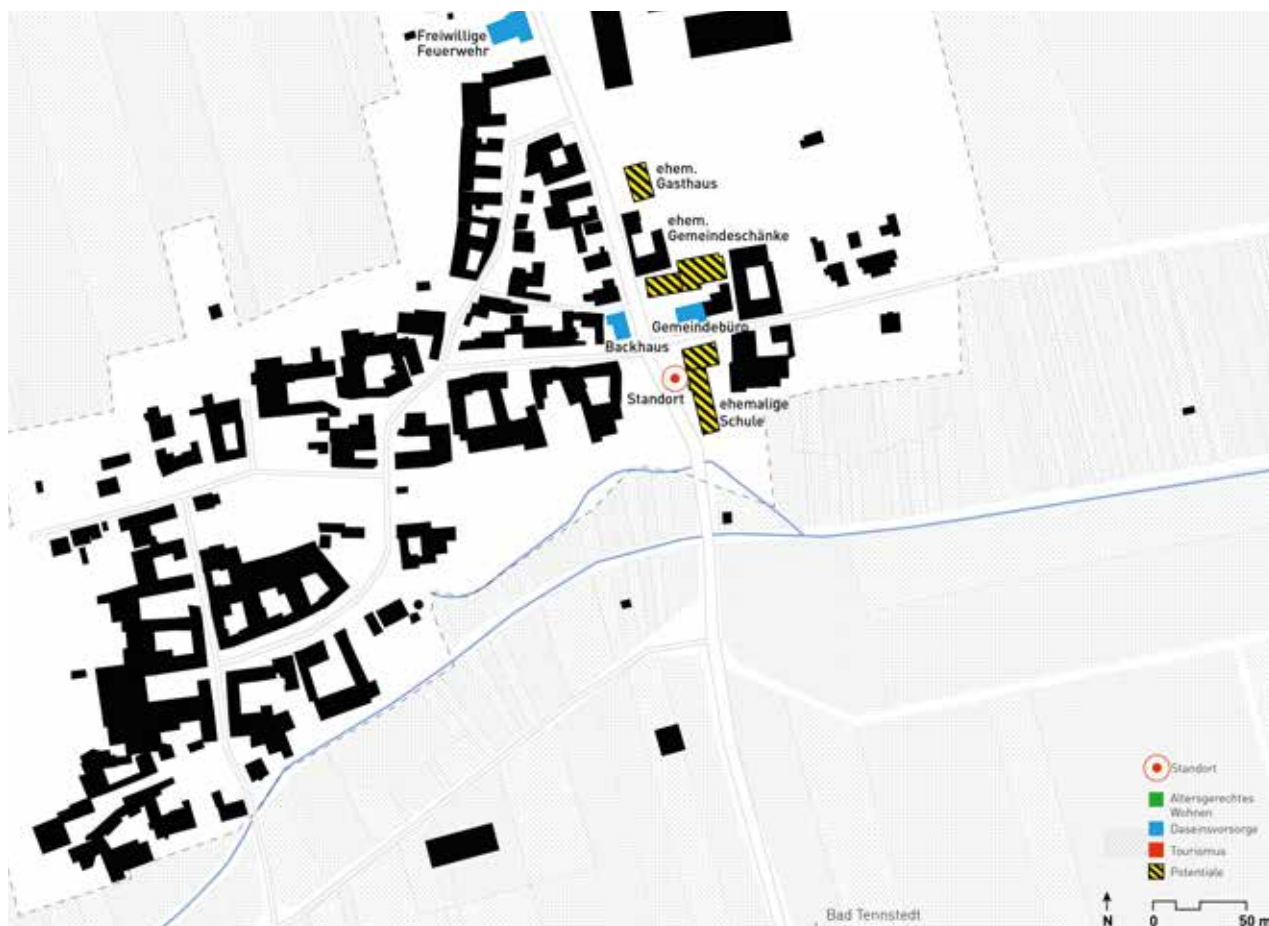 Freiwillige
Feuerwehr
ehem.
Gasthaus
ehem.
Gemeindeschänke
Gemeindebüro
Backhaus
Standort
ehemalige
Schule
Standort
Altersgerechtes
Wohnen
Daseinsvorsorge
Tourismus
Potentiale
N
0
50 m
Bad Tennstedt